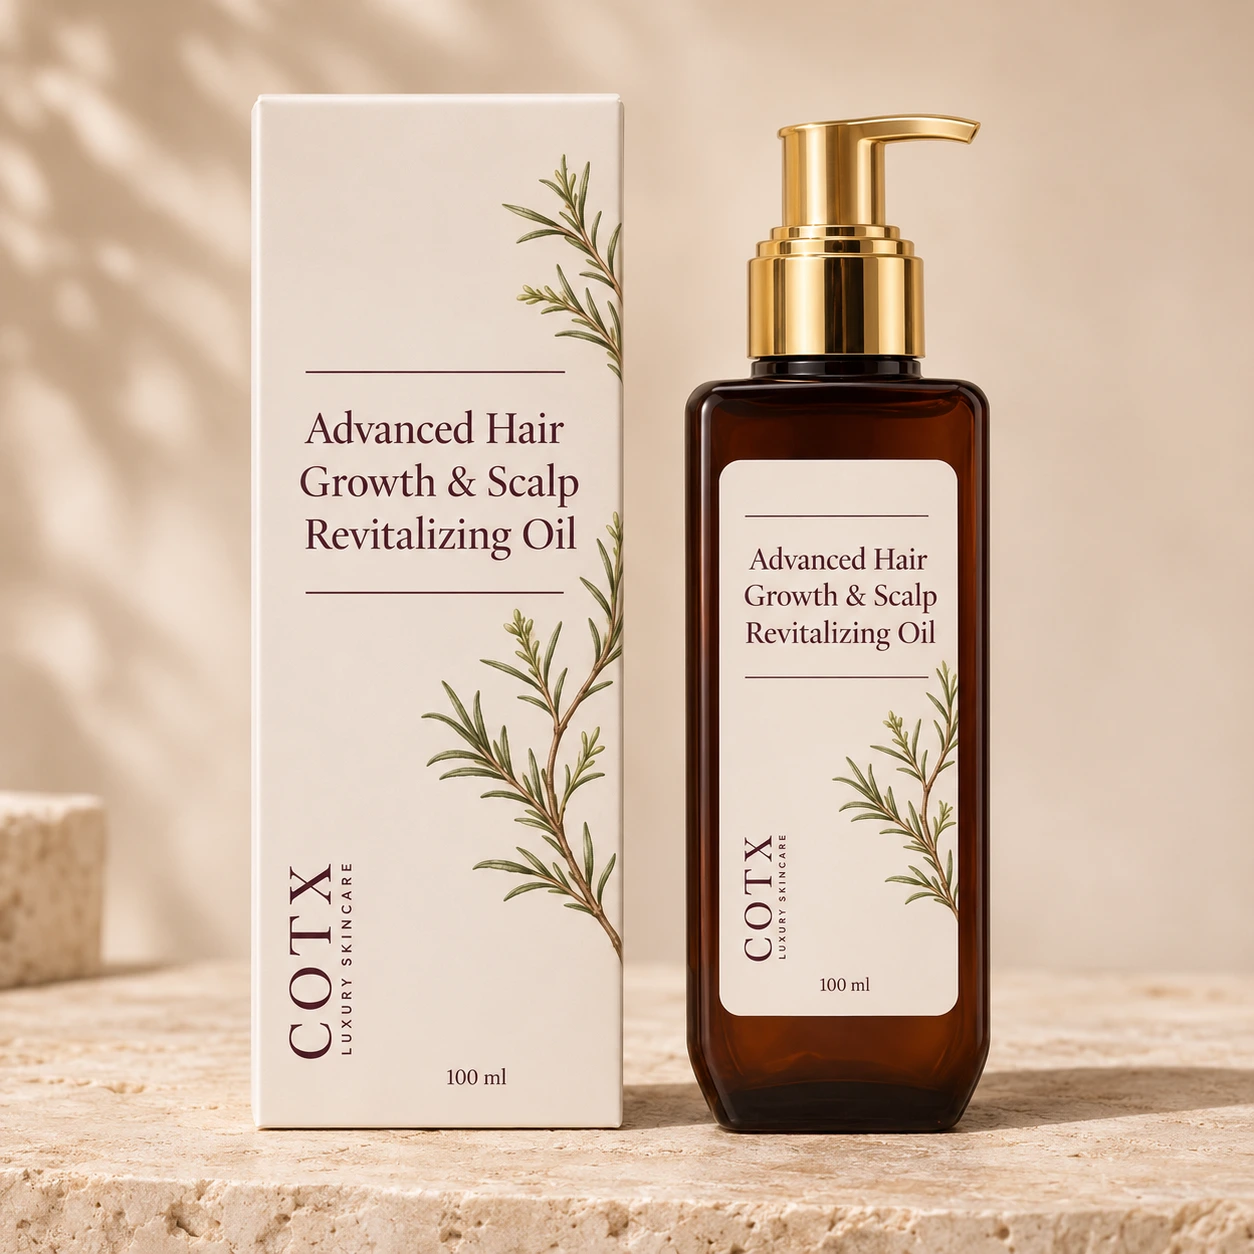 Advanced Hair
Growth & Scalp
Revitalizing Oil
COTX
LUXURY SKINCARE
100 ml
Advanced Hair
Growth & Scalp
Revitalizing Oil
COTX
LUXURY SKINCARE
100 ml